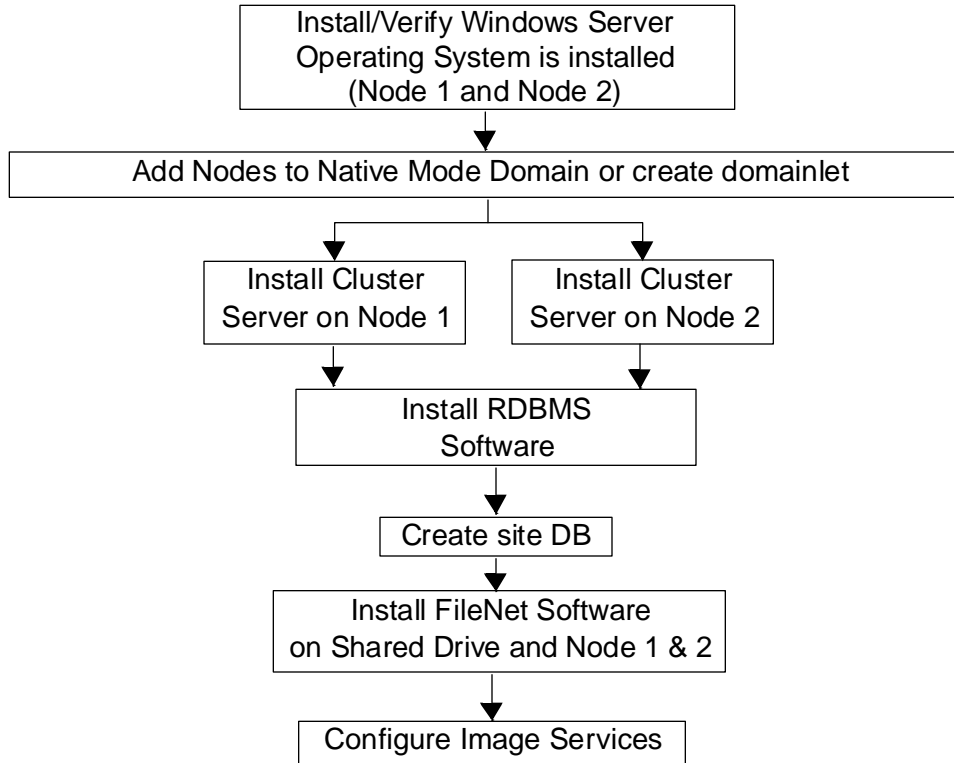 Install/Verify Windows Server
Operating System is installed
(Node 1 and Node 2)
Add Nodes to Native Mode Domain or create domainlet
Install Cluster
Server on Node 1
Install Cluster
Server on Node 2
Install RDBMS
Software
Create site DB
Install FileNet Software
on Shared Drive and Node 1 & 2
Configure Image Services